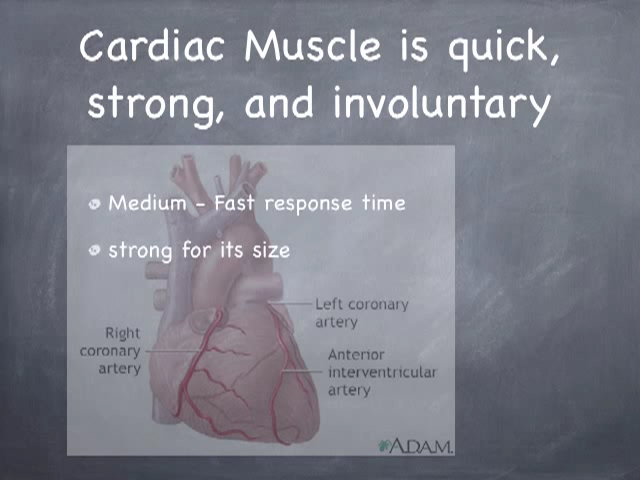 Cardiac Muscle is quick,
strong, and involuntary
Medium - Fast response time
strong for its size
Left coronary
artery
Right
coronary
artery
Anterior
interventricular
artery
ADAM.